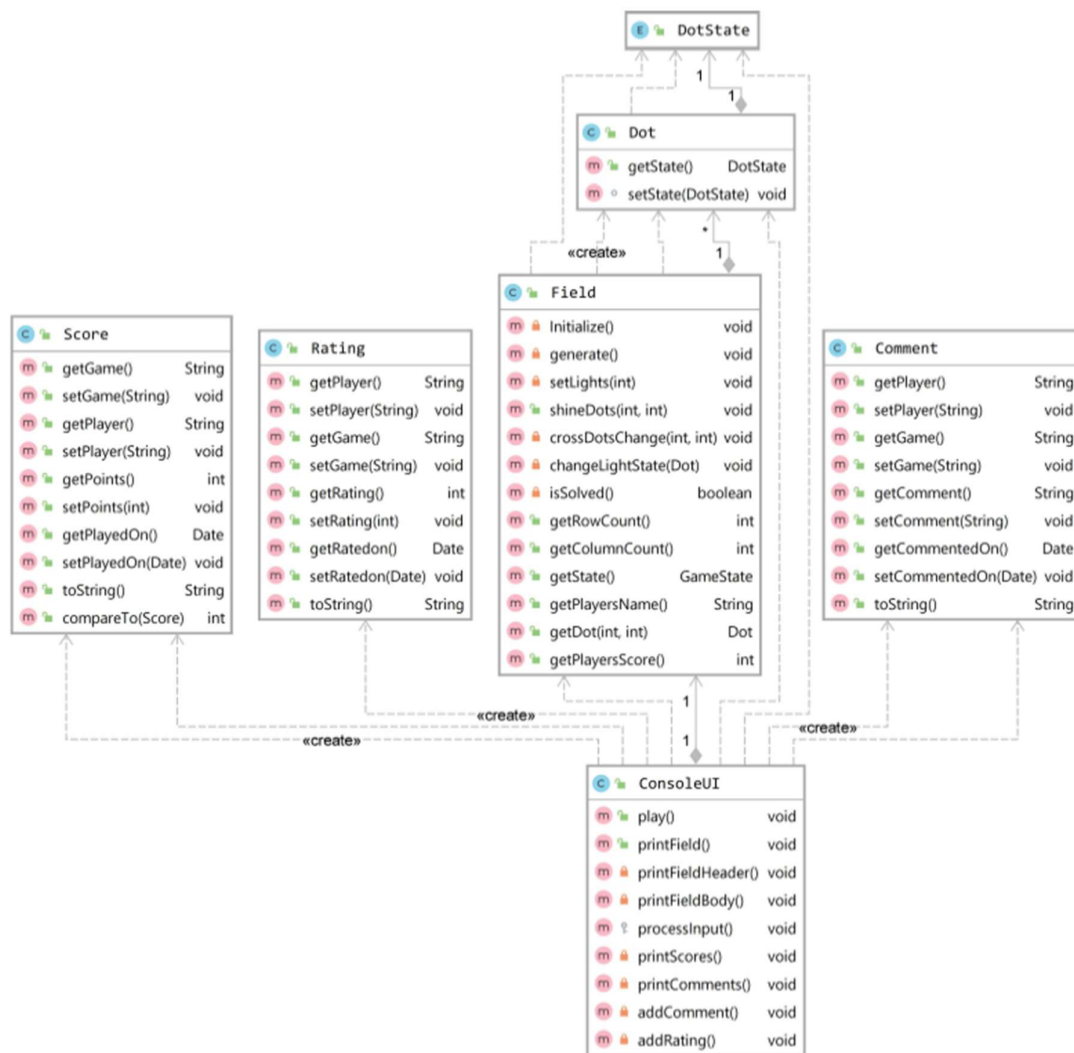 E DotState
1
1
C Dot
m getState() DotState
m setState(DotState) void
«create»
*
1
C Field
m Initialize() void
m generate() void
m setLights(int) void
m shineDots(int, int) void
m crossDotsChange(int, int) void
m changeLightState(Dot) void
m isSolved() boolean
m getRowCount() int
m getColumnCount() int
m getState() GameState
m getPlayersName() String
m getDot(int, int) Dot
m getPlayersScore() int
C Score
m getGame() String
m setGame(String) void
m getPlayer() String
m setPlayer(String) void
m getPoints() int
m setPoints(int) void
m getPlayedOn() Date
m setPlayedOn(Date) void
m toString() String
m compareTo(Score) int
C Rating
m getPlayer() String
m setPlayer(String) void
m getGame() String
m setGame(String) void
m getRating() int
m setRating(int) void
m getRatedon() Date
m setRatedon(Date) void
m toString() String
C Comment
m getPlayer() String
m setPlayer(String) void
m getGame() String
m setGame(String) void
m getComment() String
m setComment(String) void
m getCommentedOn() Date
m setCommentedOn(Date) void
m toString() String
1
«create»
«create»
1
«create»
C ConsoleUI
m play() void
m printField() void
m printFieldHeader() void
m printFieldBody() void
m processInput() void
m printScores() void
m printComments() void
m addComment() void
m addRating() void